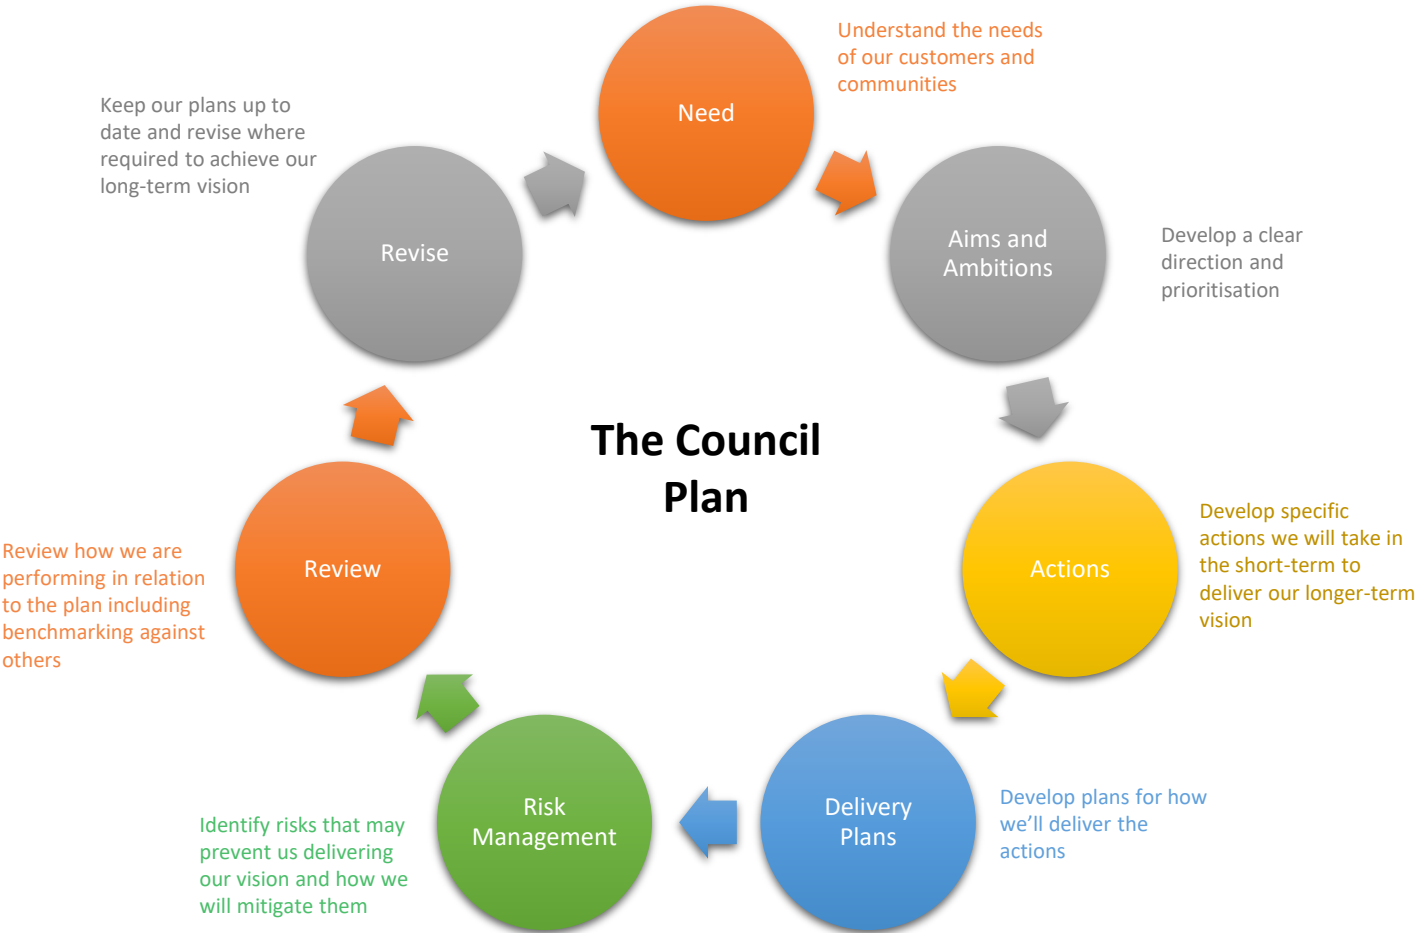 Need
Understand the needs
of our customers and
communities
Aims and
Ambitions
Develop a clear
direction and
prioritisation
Actions
Develop specific
actions we will take in
the short-term to
deliver our longer-term
vision
Delivery
Plans
Develop plans for how
we’ll deliver the
actions
Risk
Management
Identify risks that may
prevent us delivering
our vision and how we
will mitigate them
Review
Review how we are
performing in relation
to the plan including
benchmarking against
others
Revise
Keep our plans up to
date and revise where
required to achieve our
long-term vision
The Council
Plan